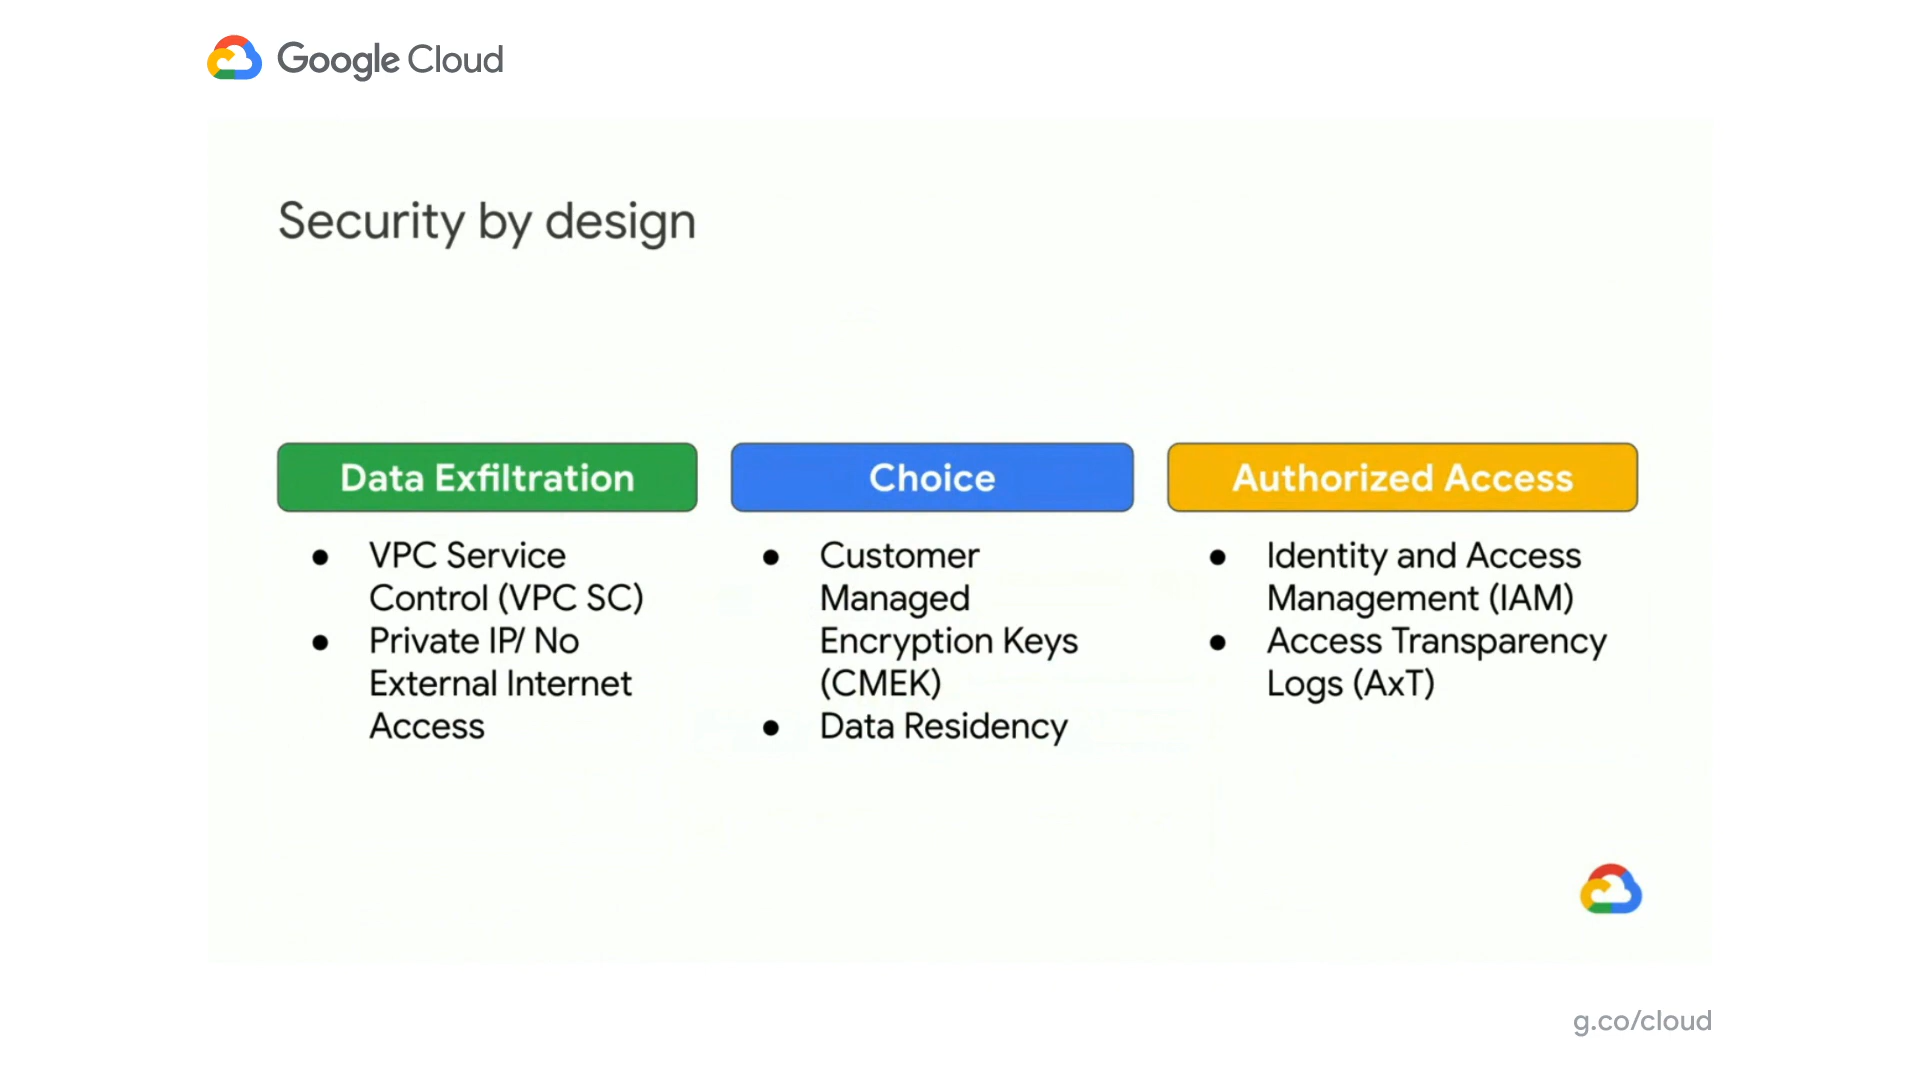 Google Cloud
Security by design
Data Exfiltration
● VPC Service
Control (VPC SC)
● Private IP/ No
External Internet
Access
Choice
● Customer
Managed
Encryption Keys
(CMEK)
● Data Residency
Authorized Access
● Identity and Access
Management (IAM)
● Access Transparency
Logs (AxT)
g.co/cloud